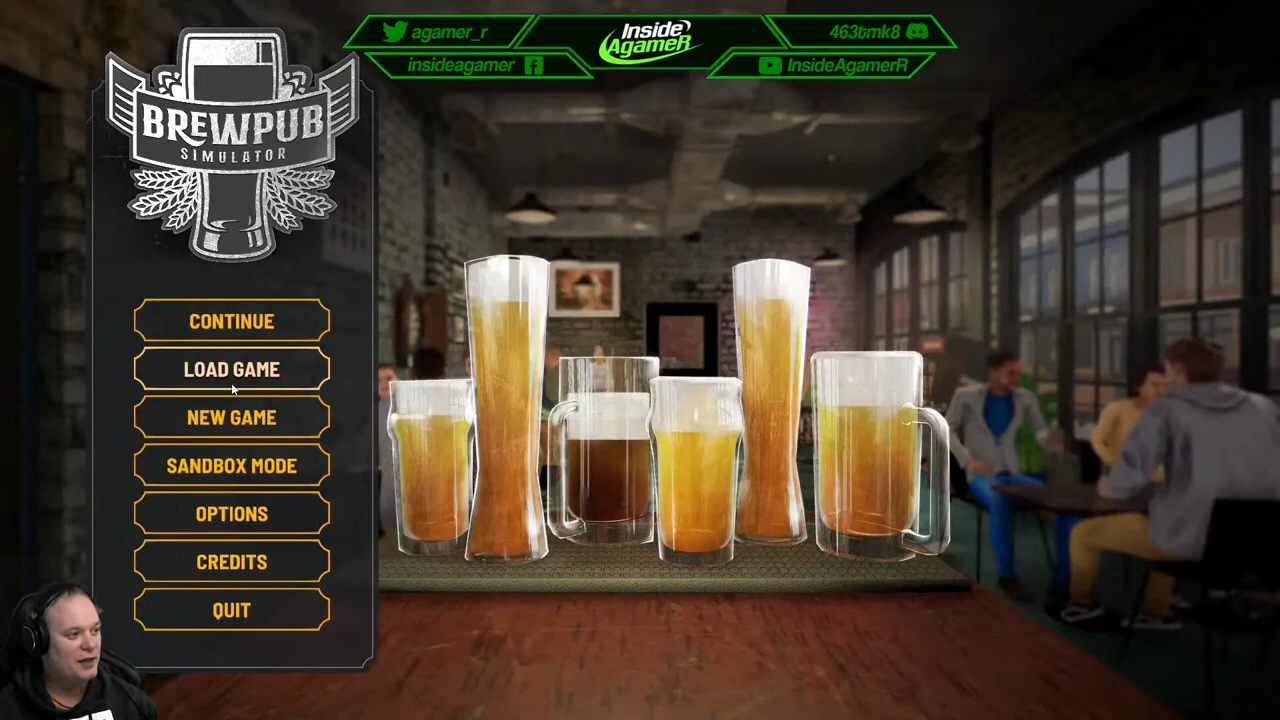 agamer_r
Inside
AgameR
463tmk8
insideagamer
InsideAgamerR
BREWPUB
SIMULATOR
CONTINUE
LOAD GAME
NEW GAME
SANDBOX MODE
OPTIONS
CREDITS
QUIT